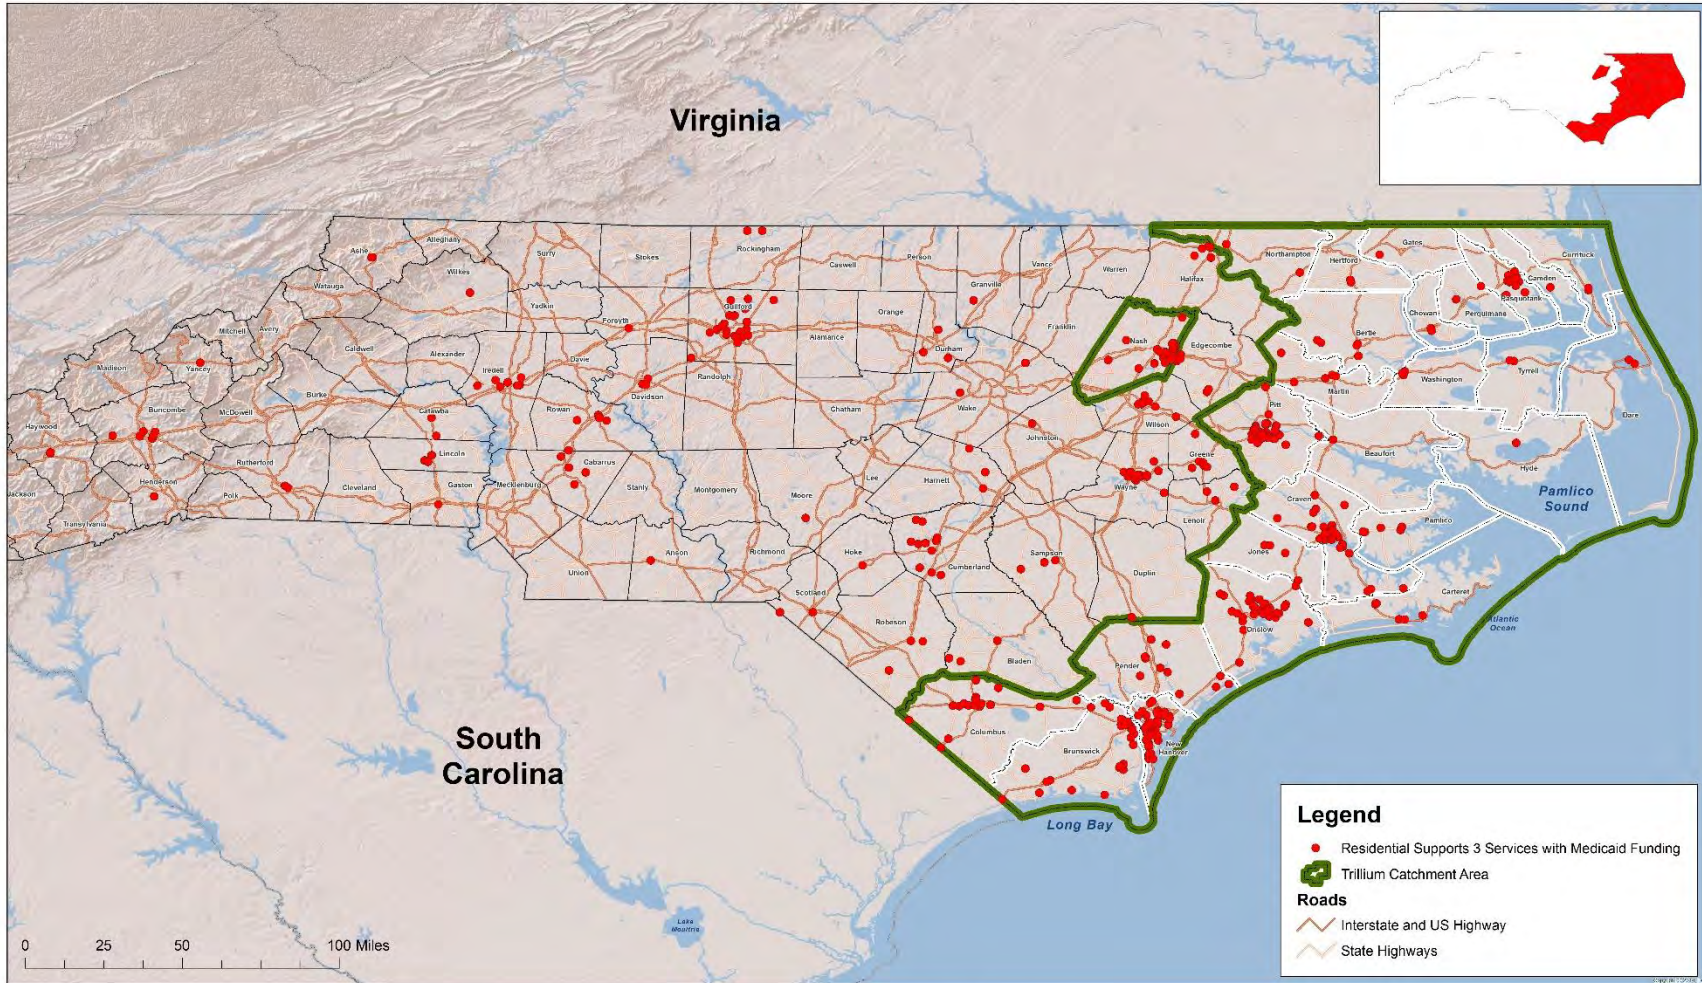 Virginia
Ashe
Alleghany
Surry
Stokes
Rockingham
Caswell
Person
Granville
Vance
Warren
Halifax
Northampton
Hertford
Gates
Currituck
Camden
Pasquotank
Perquimans
Chowan
Bertie
Watauga
Wilkes
Yadkin
Forsyth
Guilford
Alamance
Orange
Durham
Franklin
Nash
Edgecombe
Mitchell
Avery
Madison
Yancey
Caldwell
Alexander
Iredell
Davie
Davidson
Randolph
Chatham
Wake
Wilson
Pitt
Martin
Washington
Tyrrell
Dare
Haywood
Buncombe
McDowell
Burke
Catawba
Rowan
Johnston
Greene
Beaufort
Hyde
Jackson
Henderson
Rutherford
Polk
Cleveland
Lincoln
Gaston
Mecklenburg
Cabarrus
Stanly
Montgomery
Moore
Lee
Harnett
Wayne
Lenoir
Craven
Pamlico
Pamlico
Sound
Transylvania
Union
Anson
Richmond
Hoke
Cumberland
Sampson
Duplin
Jones
Carteret
Scotland
Robeson
Bladen
Pender
Onslow
Atlantic
Ocean
Columbus
Brunswick
New
Hanover
South
Carolina
Long Bay
Lake
Moultrie
0 25 50 100 Miles
Legend
Residential Supports 3 Services with Medicaid Funding
Trillium Catchment Area
Roads
Interstate and US Highway
State Highways